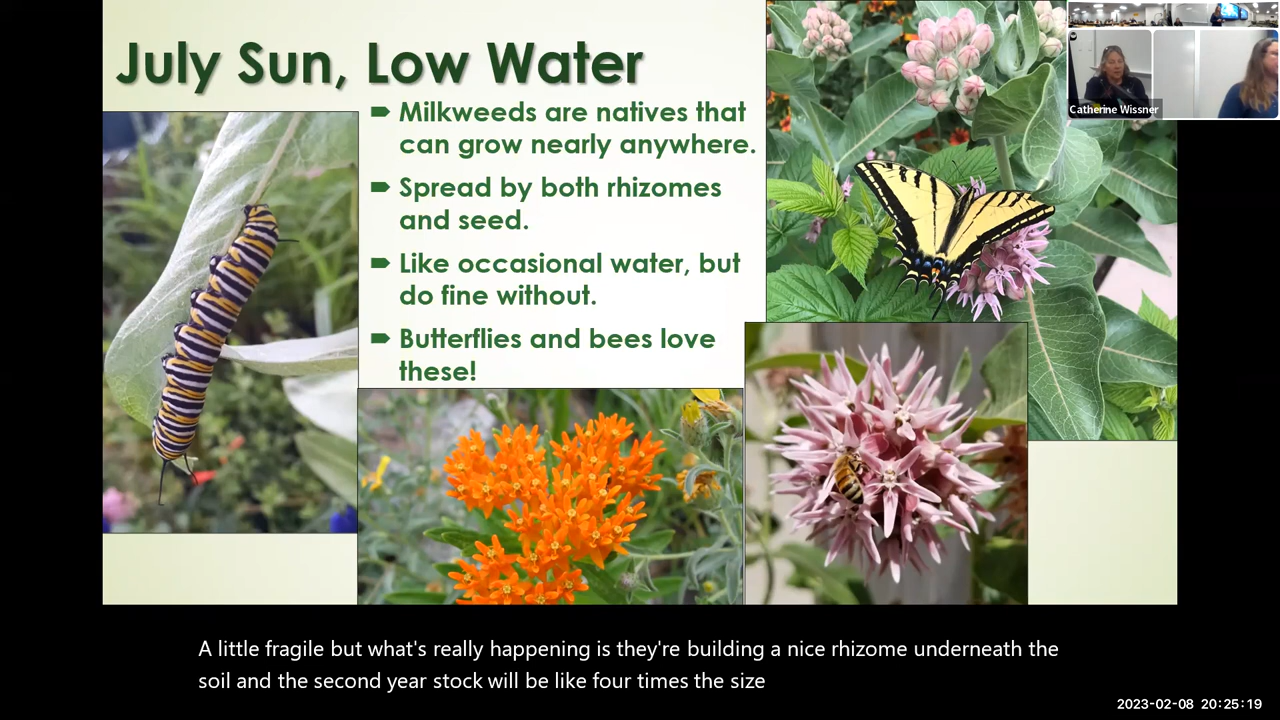 July Sun, Low Water
Milkweeds are natives that
can grow nearly anywhere.
Spread by both rhizomes
and seed.
Like occasional water, but
do fine without.
Butterflies and bees love
these!
Catherine Wissner
A little fragile but what's really happening is they're building a nice rhizome underneath the
soil and the second year stock will be like four times the size
2023-02-08 20:25:19